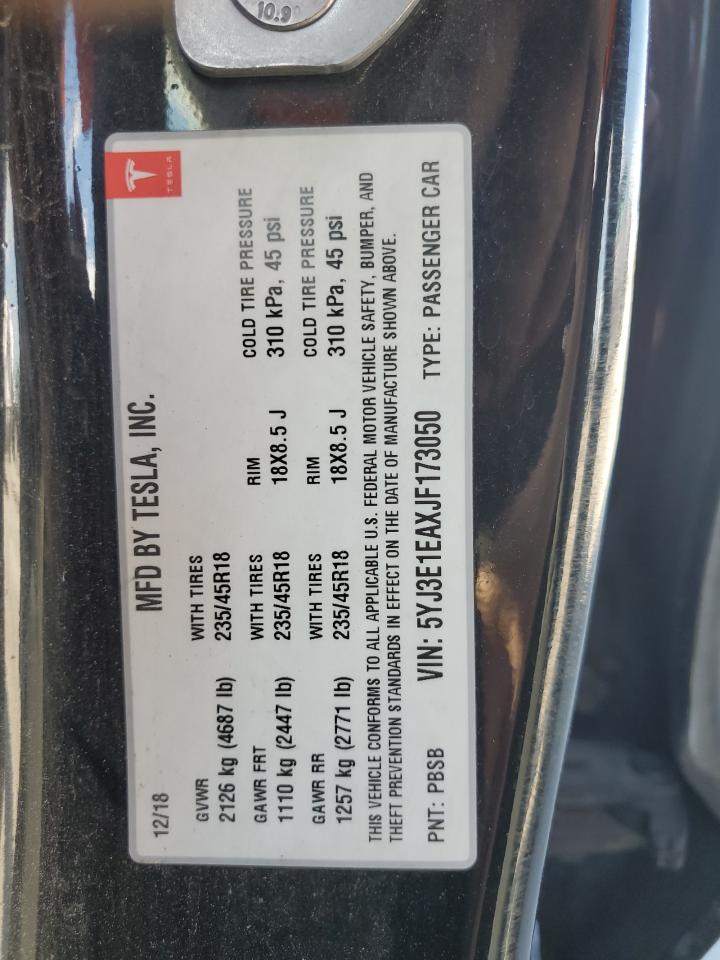 10.9
TESLA
12/18 MFD BY TESLA, INC.
GVWR WITH TIRES
2126 kg (4687 lb) 235/45R18
GAWR FRT WITH TIRES RIM COLD TIRE PRESSURE
1110 kg (2447 lb) 235/45R18 18X8.5 J 310 kPa, 45 psi
GAWR RR WITH TIRES RIM COLD TIRE PRESSURE
1257 kg (2771 lb) 235/45R18 18X8.5 J 310 kPa, 45 psi
THIS VEHICLE CONFORMS TO ALL APPLICABLE U.S. FEDERAL MOTOR VEHICLE SAFETY, BUMPER, AND
THEFT PREVENTION STANDARDS IN EFFECT ON THE DATE OF MANUFACTURE SHOWN ABOVE.
PNT: PBSB VIN: 5YJ3E1EAXJF173050 TYPE: PASSENGER CAR